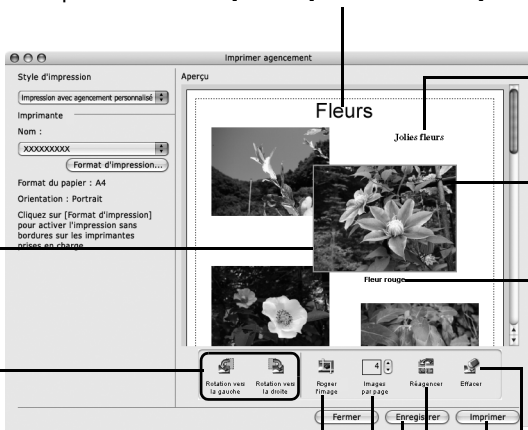 Imprimer agencement
Style d'impression
Impression avec agencement personnalisé
Imprimante
Nom :
XXXXXXXXX
Format d'impression...
Format du papier : A4
Orientation : Portrait
Cliquez sur [Format d'impression]
pour activer l'impression sans
bordures sur les imprimantes
prises en charge.
Aperçu
Fleurs
Jolies fleurs
Fleur rouge
Rotation vers
la gauche
Rotation vers
la droite
Rogner
l'image
4
Images
par page
Réagencer
Effacer
Fermer
Enregistrer
Imprimer